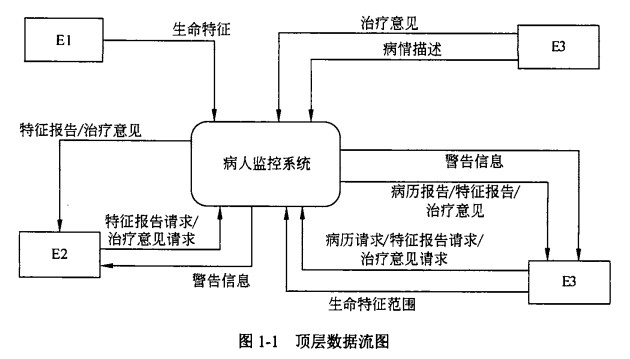 治疗意见
E1
生命特征
E3
病情描述
特征报告/治疗意见
病人监控系统
警告信息
病历报告/特征报告/
治疗意见
特征报告请求/
治疗意见请求
病历请求/特征报告请求/
治疗意见请求
E2
警告信息
E3
生命特征范围
图 1-1 顶层数据流图